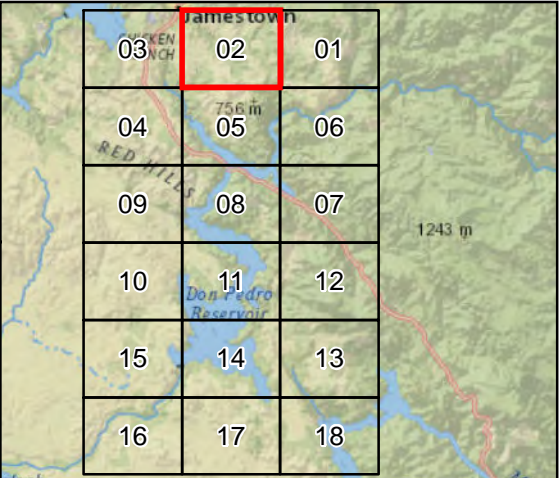 Jamestown
03 02 01
756 m
04 05 06
RED HILLS
09 08 07
1243 m
10 11 12
Don Pedro
Reservoir
15 14 13
16 17 18